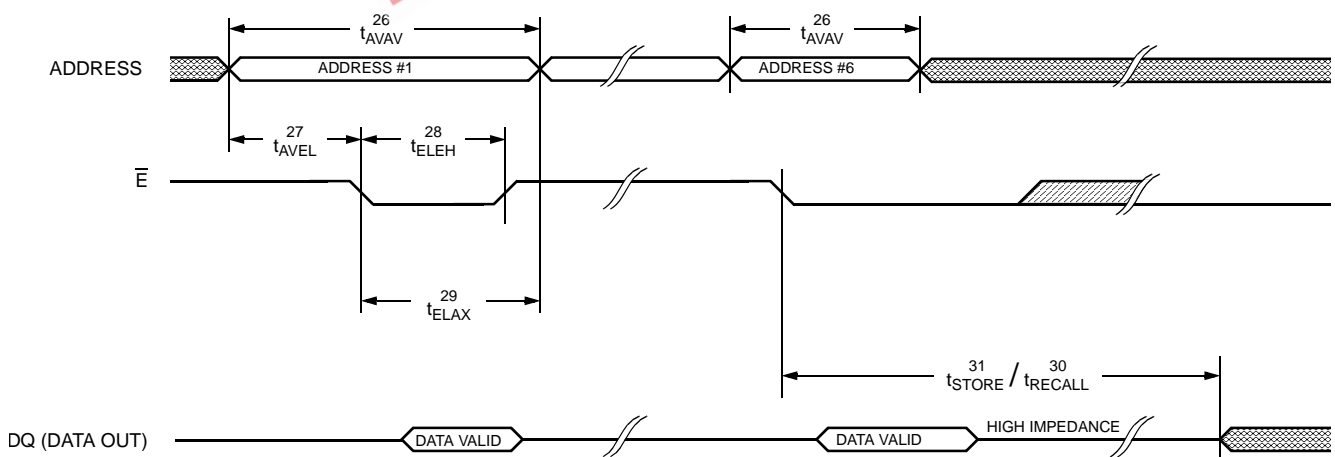 26
tAVAV
26
tAVAV
ADDRESS
ADDRESS #1
ADDRESS #6
27
tAVEL
28
tELEH
E
29
tELAX
31 30
tSTORE / tRECALL
DQ (DATA OUT)
DATA VALID
DATA VALID
HIGH IMPEDANCE